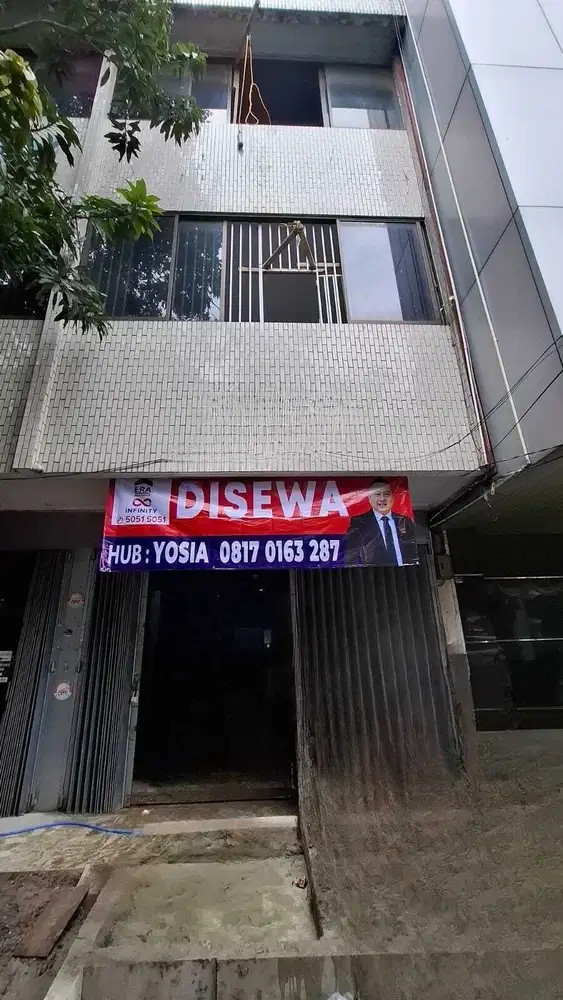 ERA
INFINITY
5051 5051
DISEWA
HUB : YOSIA 0817 0163 287